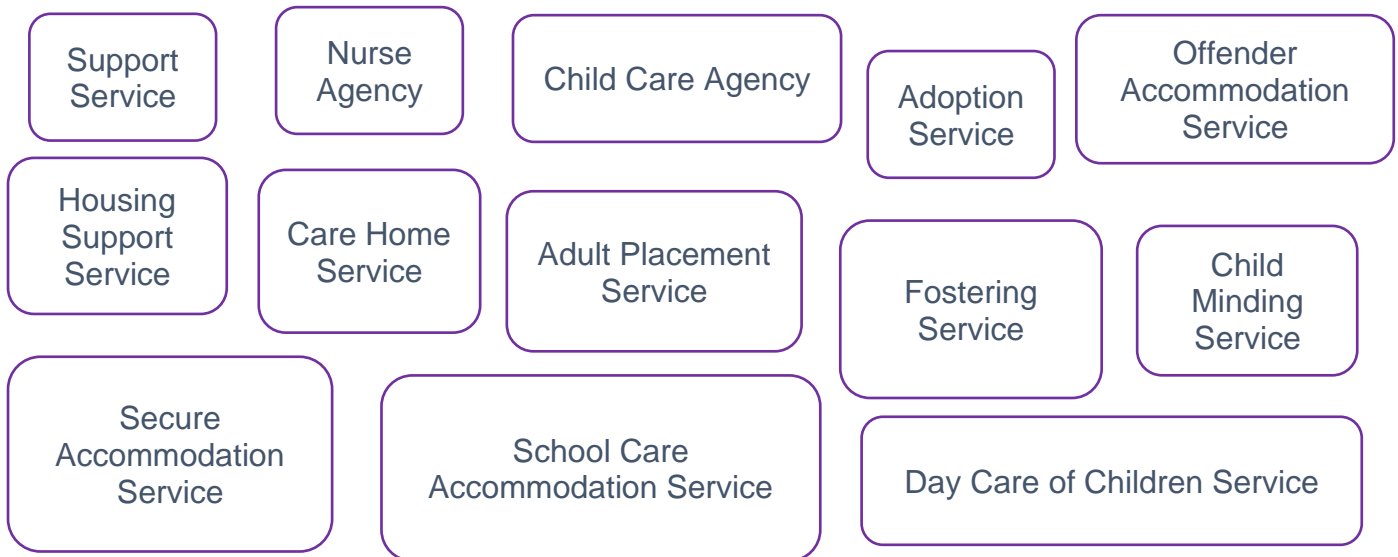 Support
Service
Nurse
Agency
Child Care Agency
Adoption
Service
Offender
Accommodation
Service
Housing
Support
Service
Care Home
Service
Adult Placement
Service
Fostering
Service
Child
Minding
Service
Secure
Accommodation
Service
School Care
Accommodation Service
Day Care of Children Service